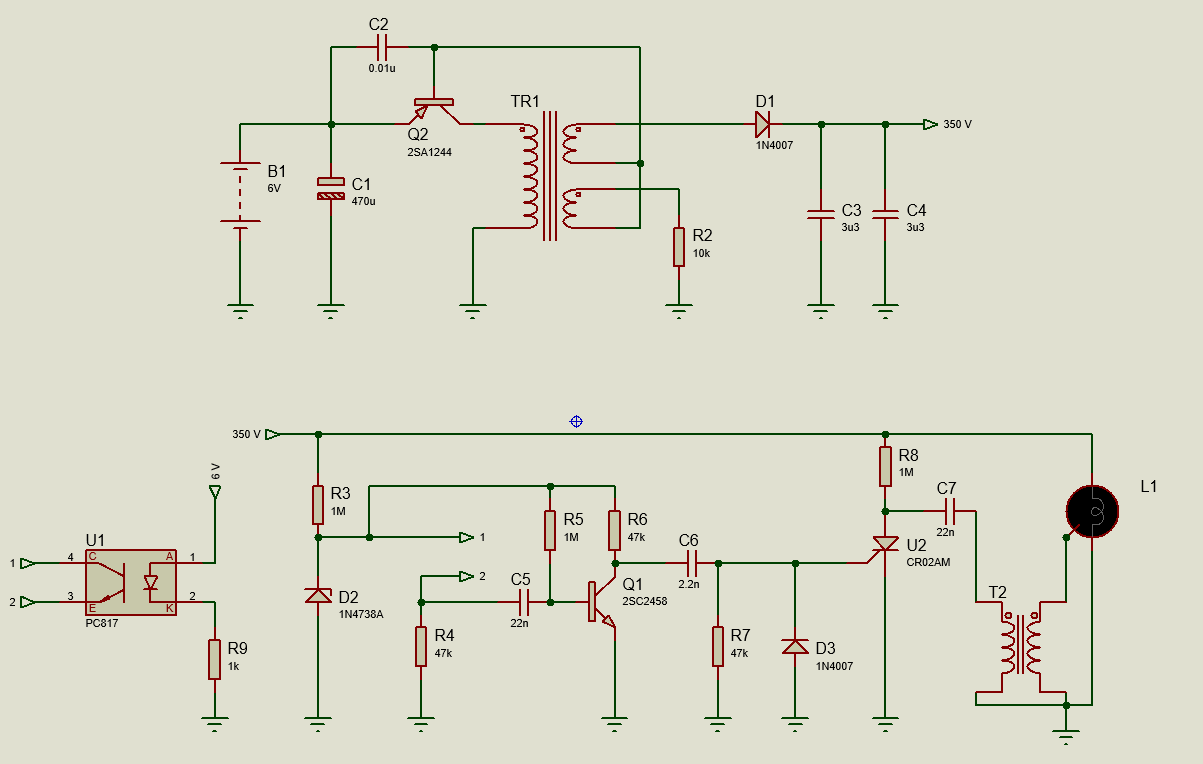 C2
0.01u
Q2
2SA1244
TR1
D1
1N4007
350 V
B1
6V
C1
470u
R2
10k
C3
3u3
C4
3u3
350 V
6 V
R3
1M
R8
1M
L1
C7
22n
U1
1
4
C
A
1
2
3
E
K
2
PC817
R9
1k
1
2
D2
1N4738A
R4
47k
C5
22n
R5
1M
R6
47k
Q1
2SC2458
C6
2.2n
R7
47k
D3
1N4007
U2
CR02AM
T2